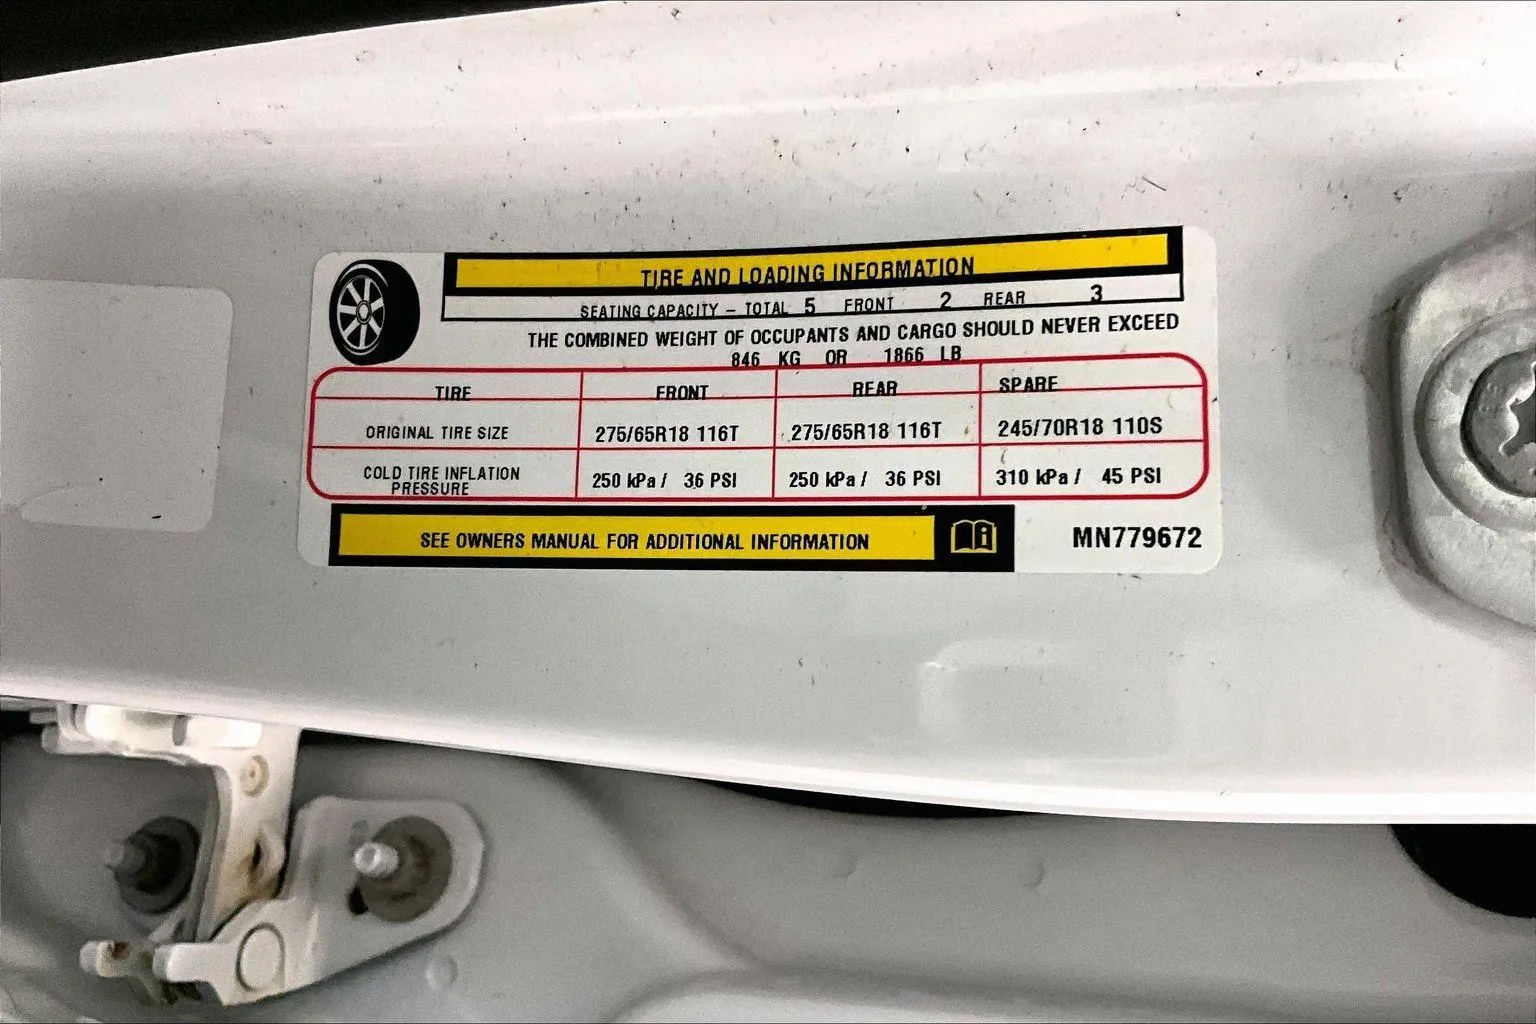 TIRE AND LOADING INFORMATION
SEATING CAPACITY – TOTAL 5 FRONT 2 REAR 3
THE COMBINED WEIGHT OF OCCUPANTS AND CARGO SHOULD NEVER EXCEED
846 KG OR 1866 LB
TIRE FRONT REAR SPARE
ORIGINAL TIRE SIZE 275/65R18 116T 275/65R18 116T 245/70R18 110S
COLD TIRE INFLATION PRESSURE 250 kPa / 36 PSI 250 kPa / 36 PSI 310 kPa / 45 PSI
SEE OWNERS MANUAL FOR ADDITIONAL INFORMATION
MN779672